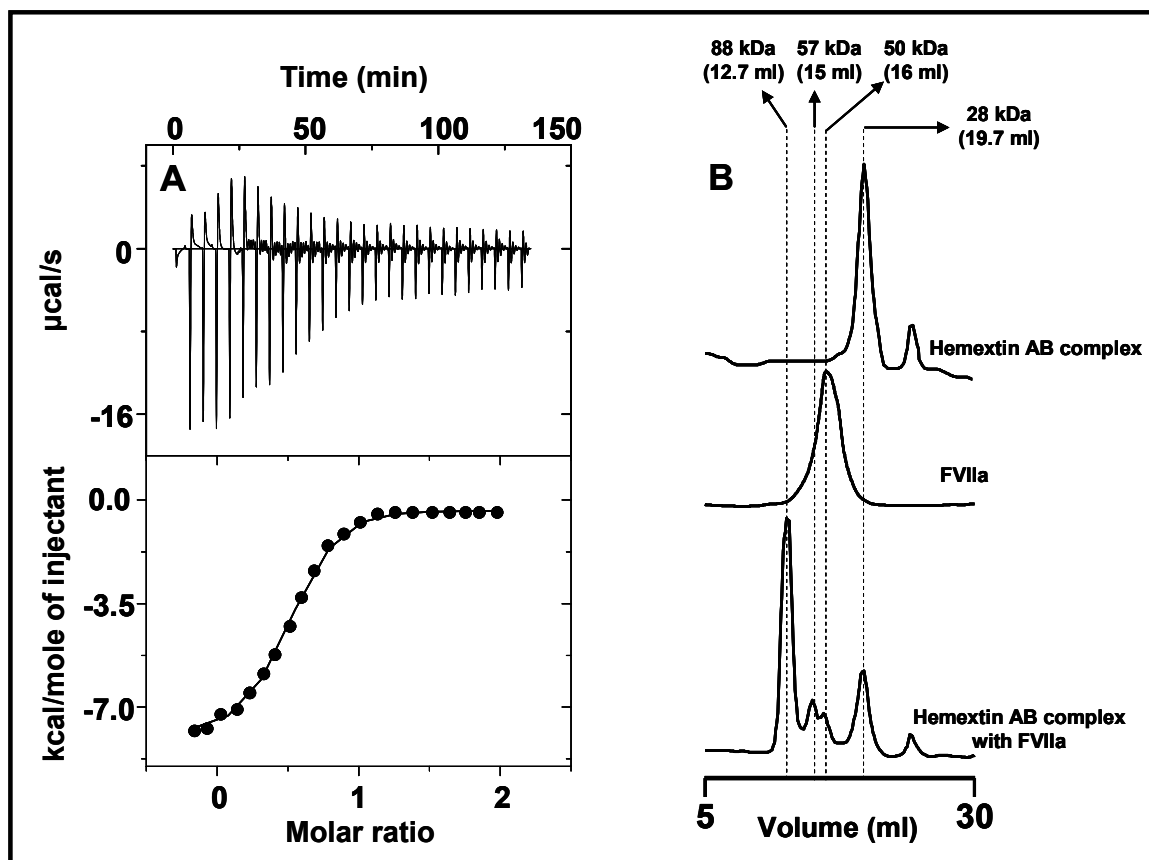 Time (min)
0 50 100 150
A
µcal/s
0
-16
kcal/mole of injectant
0.0
-3.5
-7.0
0 1 2
Molar ratio
88 kDa
(12.7 ml)
57 kDa
(15 ml)
50 kDa
(16 ml)
28 kDa
(19.7 ml)
B
Hemextin AB complex
FVIIa
Hemextin AB complex
with FVIIa
5 30
Volume (ml)